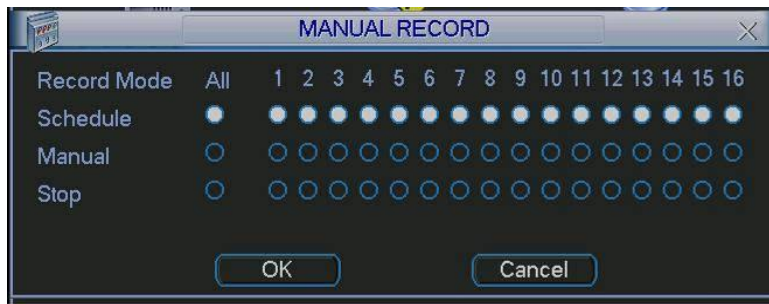 MANUAL RECORD
Record Mode All 1 2 3 4 5 6 7 8 9 10 11 12 13 14 15 16
Schedule
Manual
Stop
OK Cancel